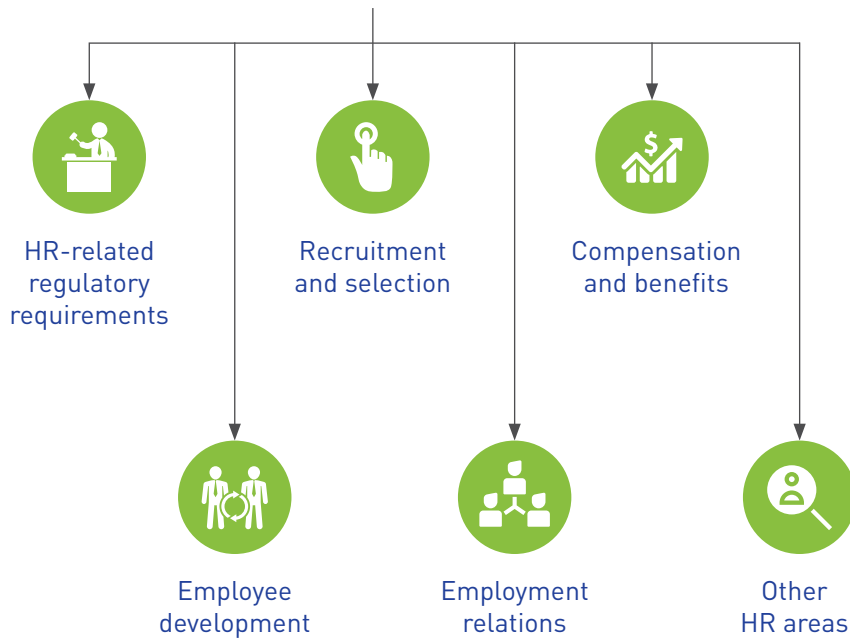 HR-related
regulatory
requirements
Recruitment
and selection
$
Compensation
and benefits
Employee
development
Employment
relations
Other
HR areas